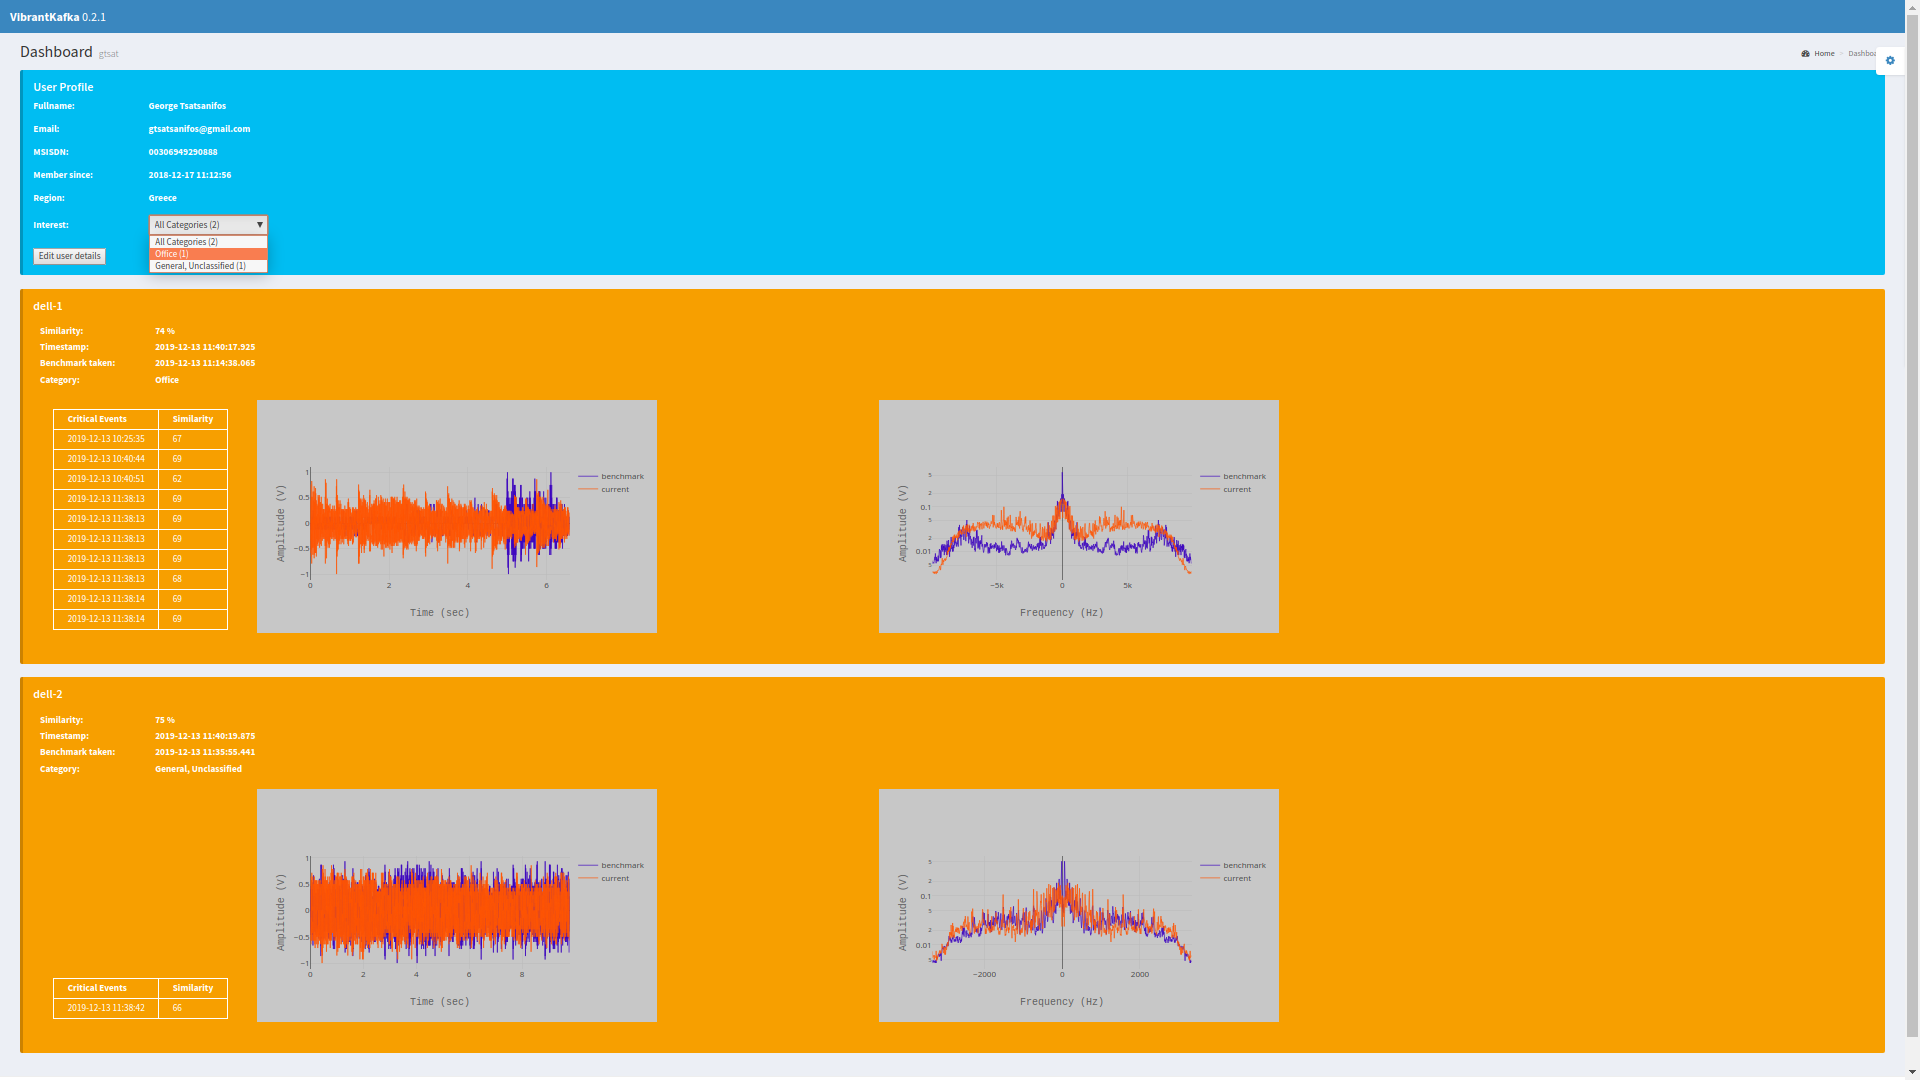 VibrantKafka 0.2.1
Dashboard gtsat
Home > Dashboa
User Profile
Fullname: George Tsatsanifos
Email: gtsatsanifos@gmail.com
MSISDN: 00306949290888
Member since: 2018-12-17 11:12:56
Region: Greece
Interest: All Categories (2)
All Categories (2)
Office (1)
General, Unclassified (1)
Edit user details
dell-1
Similarity: 74 %
Timestamp: 2019-12-13 11:40:17.925
Benchmark taken: 2019-12-13 11:14:38.065
Category: Office
Critical Events Similarity
2019-12-13 10:25:35 67
2019-12-13 10:40:44 69
2019-12-13 10:40:51 62
2019-12-13 11:38:13 69
2019-12-13 11:38:13 69
2019-12-13 11:38:13 69
2019-12-13 11:38:13 69
2019-12-13 11:38:13 68
2019-12-13 11:38:14 69
2019-12-13 11:38:14 69
Amplitude (V)
1
0.5
0
−0.5
−1
0 2 4 6
Time (sec)
benchmark
current
Amplitude (V)
5
2
0.1
5
2
0.01
5
−5k 0 5k
Frequency (Hz)
benchmark
current
dell-2
Similarity: 75 %
Timestamp: 2019-12-13 11:40:19.875
Benchmark taken: 2019-12-13 11:35:55.441
Category: General, Unclassified
Critical Events Similarity
2019-12-13 11:38:42 66
Amplitude (V)
1
0.5
0
−0.5
−1
0 2 4 6 8
Time (sec)
benchmark
current
Amplitude (V)
5
2
0.1
5
2
0.01
5
−2000 0 2000
Frequency (Hz)
benchmark
current